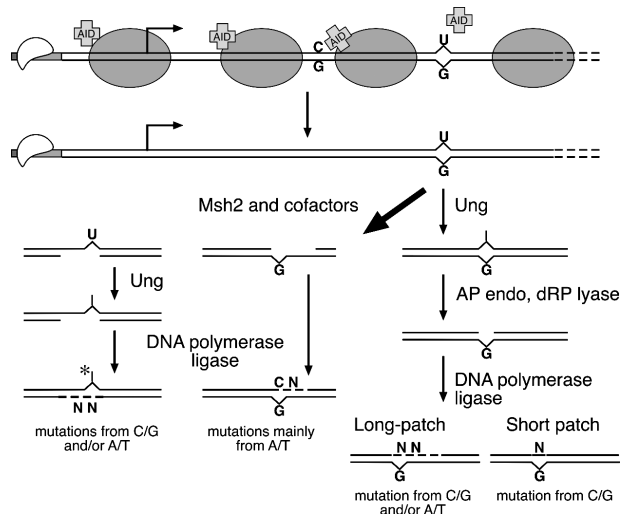 AID
AID
AID
AID
C
U
G
G
U
G
Msh2 and cofactors
Ung
U
G
G
Ung
AP endo, dRP lyase
G
DNA polymerase
ligase
DNA polymerase
ligase
*
N N
C N
G
mutations from C/G
and/or A/T
mutations mainly
from A/T
Long-patch
Short patch
N N
N
G
G
mutation from C/G
and/or A/T
mutation from C/G